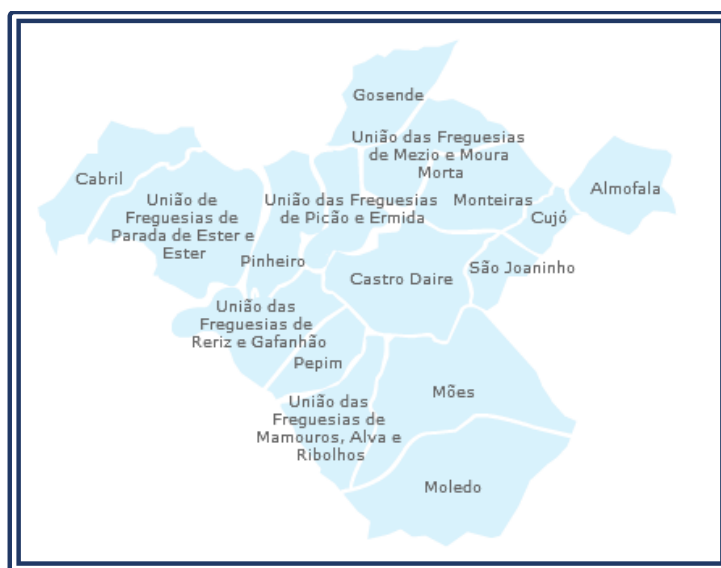 Gosende
União das Freguesias
de Mezio e Moura
Morta
Cabril
Almofala
União de
Freguesias de
Parada de Ester e
Ester
União das Freguesias
de Picão e Ermida
Monteiras
Cujó
Pinheiro
Castro Daire
São Joaninho
União das
Freguesias de
Reriz e Gafanhão
Pepim
Mões
União das
Freguesias de
Mamouros, Alva e
Ribolhos
Moledo